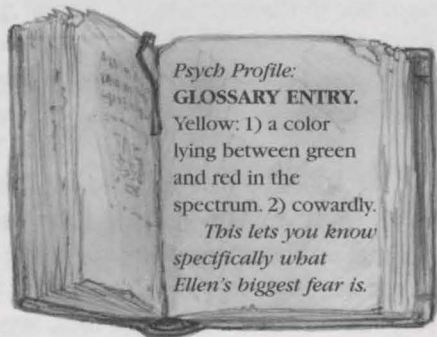 Psych Profile:
GLOSSARY ENTRY.
Yellow: 1) a color
lying between green
and red in the
spectrum. 2) cowardly.
This lets you know
specifically what
Ellen's biggest fear is.